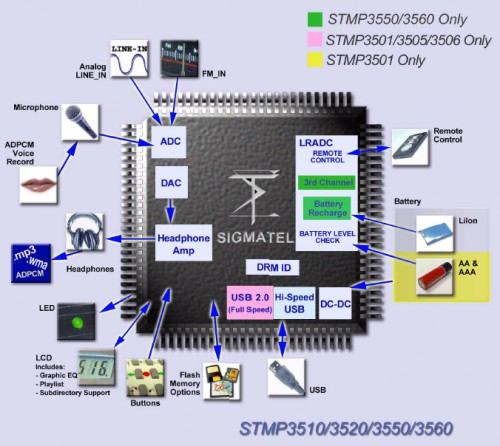 STMP3550/3560 Only
STMP3501/3505/3506 Only
STMP3501 Only
Analog
LINE_IN
LINE-IN
FM_IN
Microphone
ADPCM
Voice
Record
ADC
DAC
Headphone
Amp
SIGMATEL
LRADC
REMOTE
CONTROL
3rd Channel
Battery
Recharge
BATTERY LEVEL
CHECK
DRM ID
USB 2.0
(Full Speed)
Hi-Speed
USB
DC-DC
Remote
Control
Battery
LiIon
AA &
AAA
.mp3
.wma
ADPCM
Headphones
LED
LCD
Includes:
- Graphic EQ
- Playlist
- Subdirectory Support
516.
Buttons
Flash
Memory
Options
USB
STMP3510/3520/3550/3560